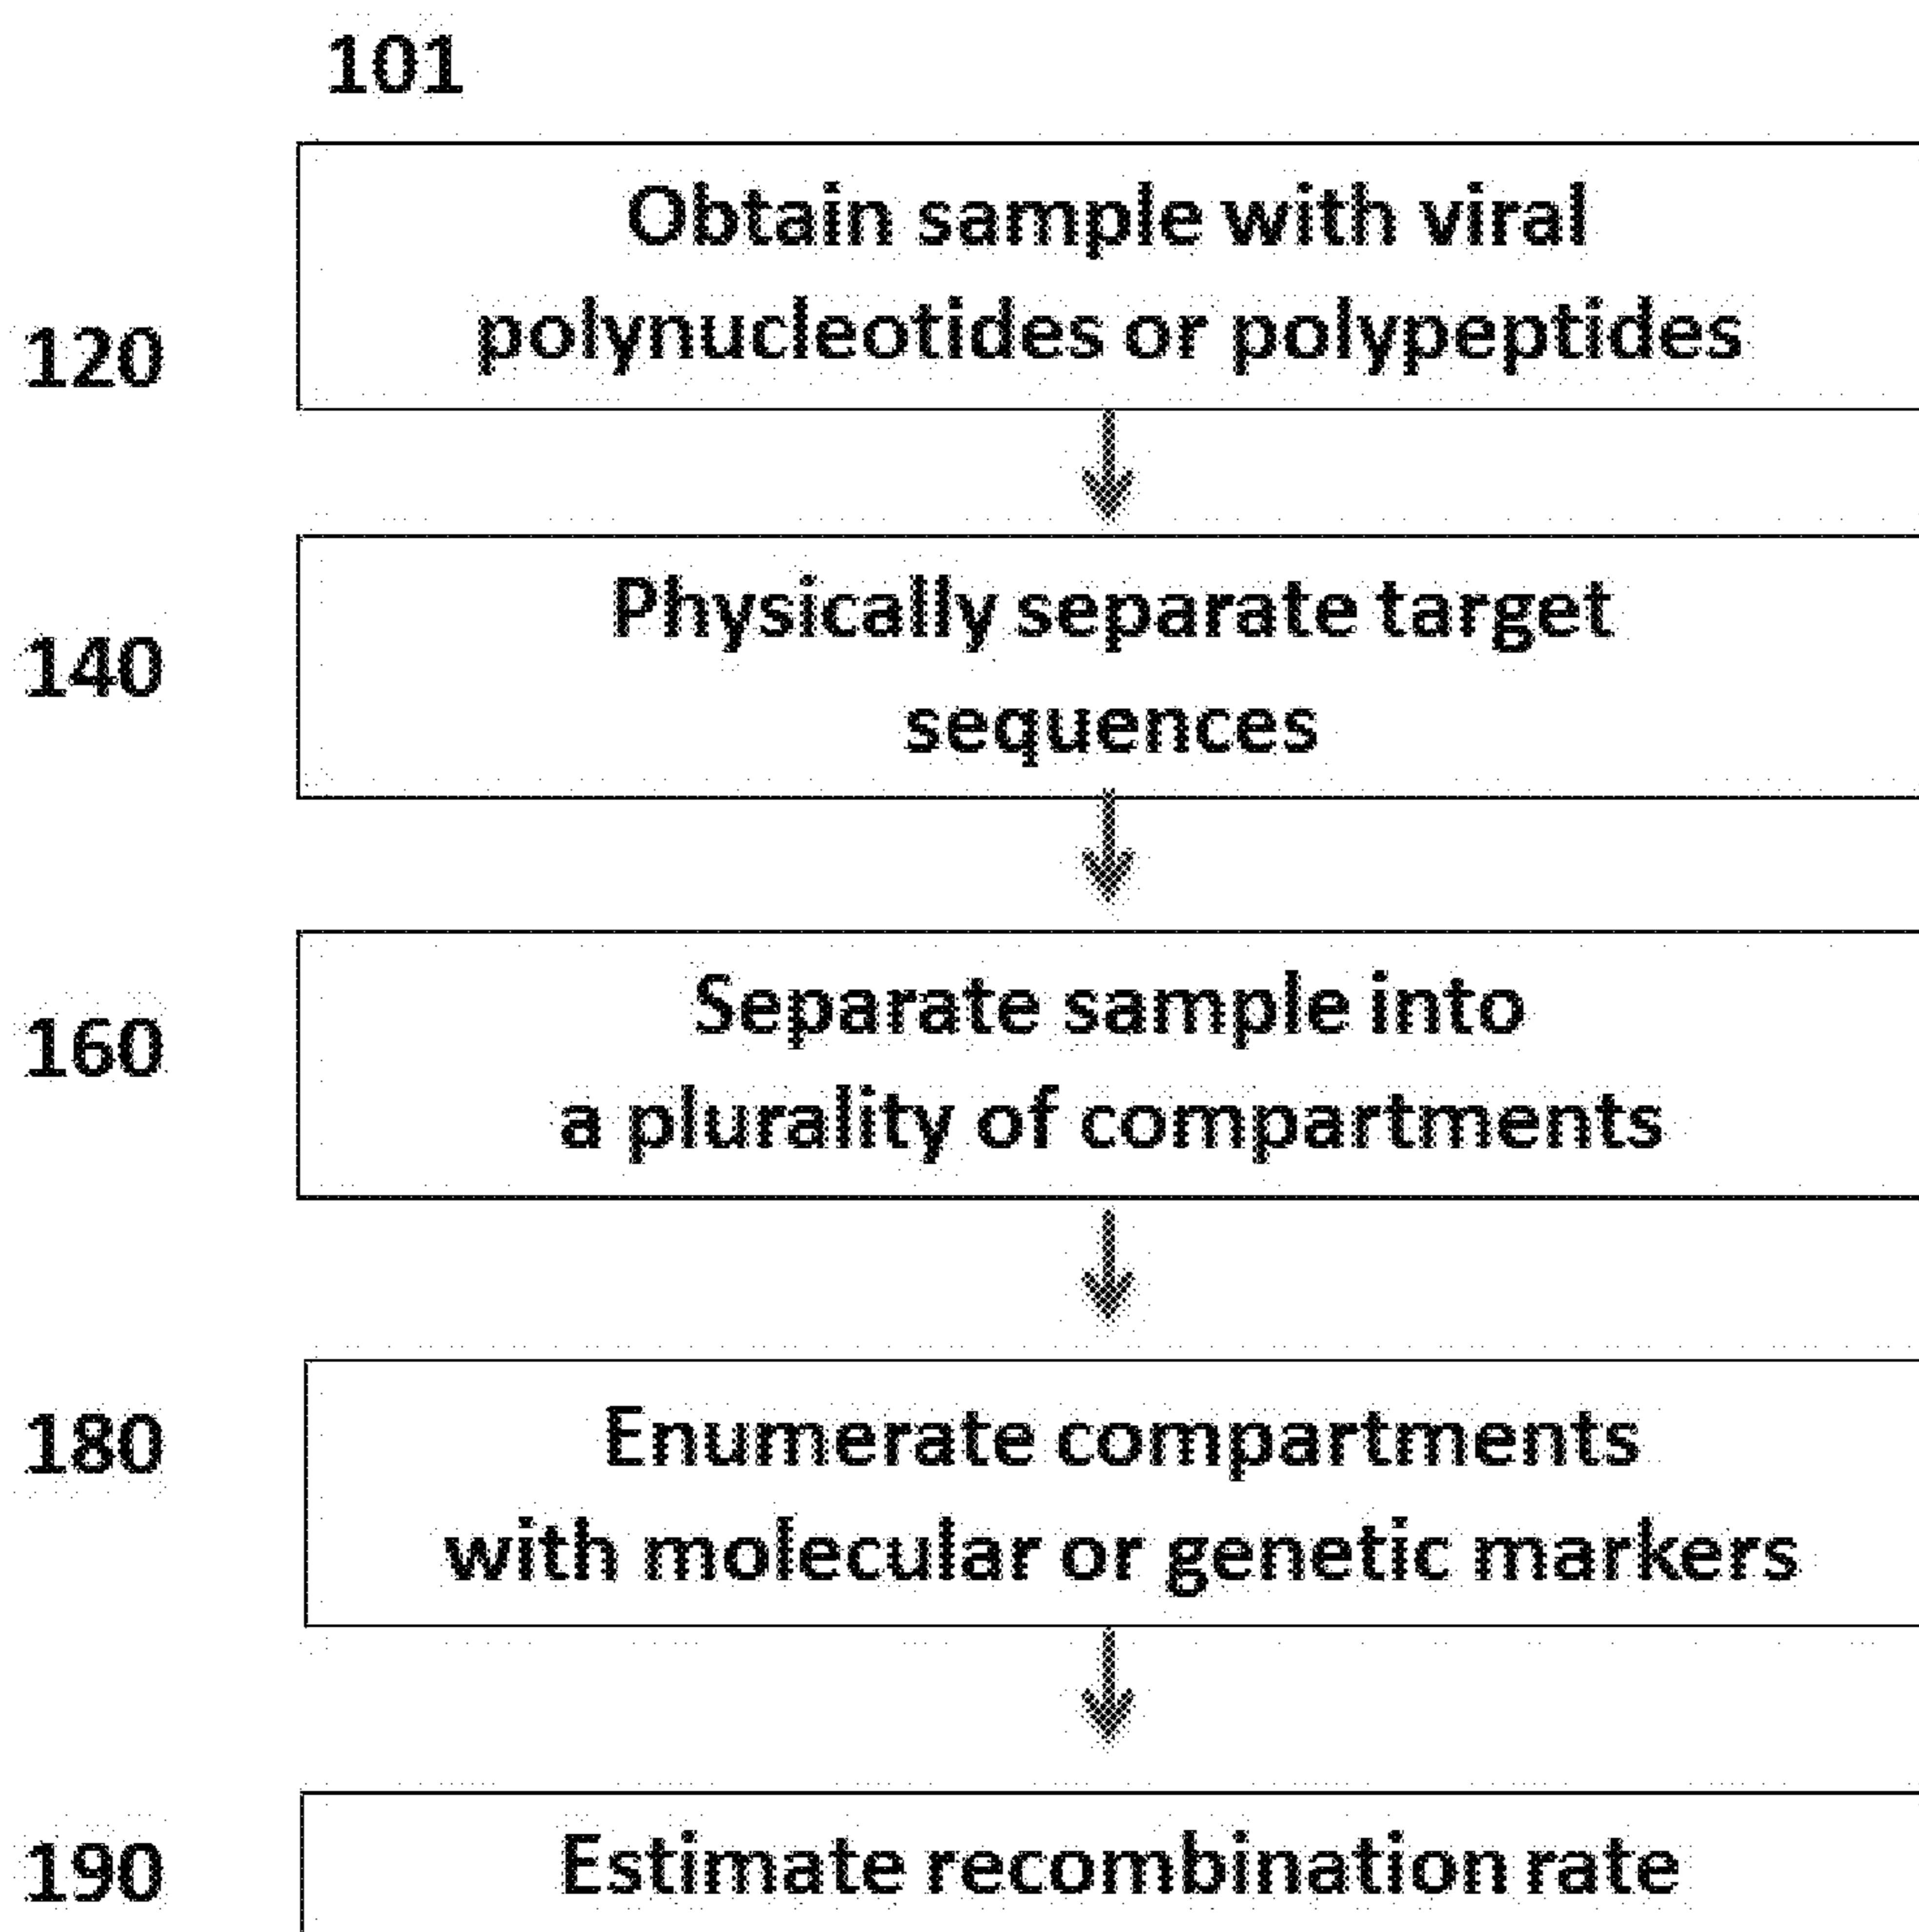 101
Obtain sample with viral
120
polynucleotides or polypeptides
Physically separate target
140
sequences
Separate sample into
160
a plurality of compartments
Enumerate compartments
180
with molecular or genetic markers
190
Estimate recombination rate